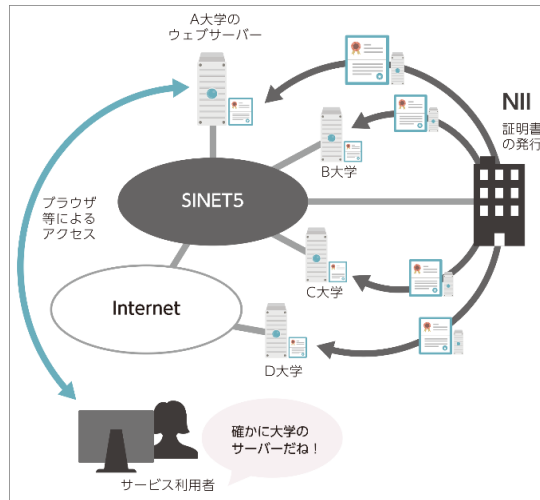 A大学の
ウェブサーバー
NII
証明書
の発行
B大学
SINET5
ブラウザ
等による
アクセス
C大学
Internet
D大学
確かに大学の
サーバーだね！
サービス利用者